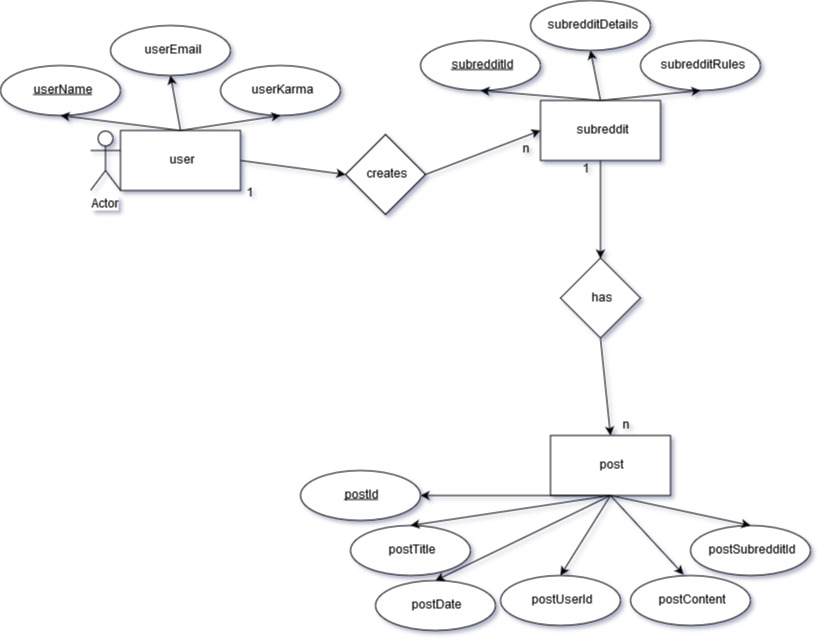 subredditDetails
userEmail
subredditId
subredditRules
userName
userKarma
subreddit
user
creates
n
1
1
Actor
has
n
post
postId
postTitle
postSubredditId
postDate
postUserId
postContent